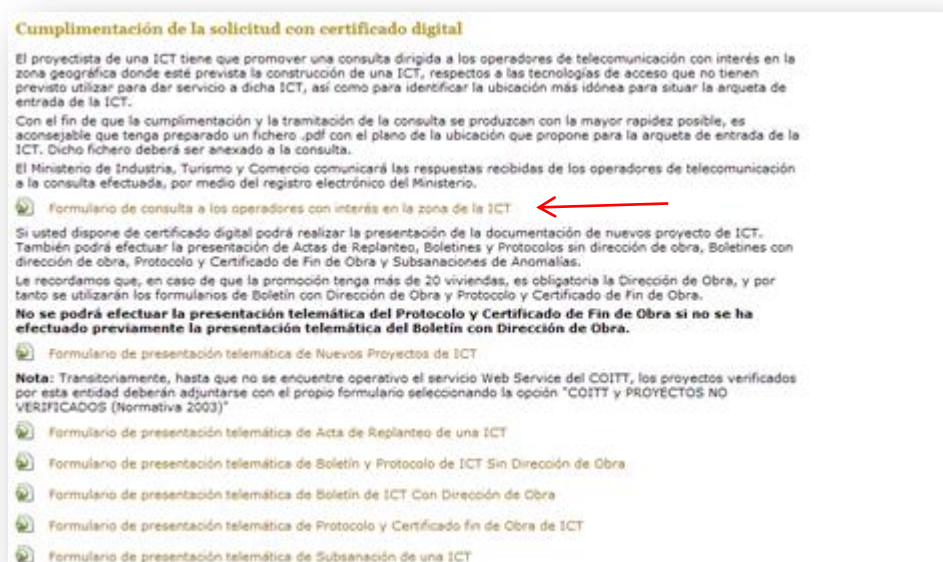 Cumplimentación de la solicitud con certificado digital
El proyectista de una ICT tiene que promover una consulta dirigida a los operadores de telecomunicación con interés en la
zona geográfica donde esté prevista la construcción de una ICT, respectos a las tecnologías de acceso que no tienen
previsto utilizar para dar servicio a dicha ICT, así como para identificar la ubicación más idónea para situar la arqueta de
entrada de la ICT.
Con el fin de que la cumplimentación y la tramitación de la consulta se produzcan con la mayor rapidez posible, es
aconsejable que tenga preparado un fichero .pdf con el plano de la ubicación que propone para la arqueta de entrada de la
ICT. Dicho fichero deberá ser anexado a la consulta.
El Ministerio de Industria, Turismo y Comercio comunicará las respuestas recibidas de los operadores de telecomunicación
a la consulta efectuada, por medio del registro electrónico del Ministerio.
Formulario de consulta a los operadores con interés en la zona de la ICT
Si usted dispone de certificado digital podrá realizar la presentación de la documentación de nuevos proyecto de ICT.
También podrá efectuar la presentación de Actas de Replanteo, Boletines y Protocolos sin dirección de obra, Boletines con
dirección de obra, Protocolo y Certificado de Fin de Obra y Subsanaciones de Anomalías.
Le recordamos que, en caso de que la promoción tenga más de 20 viviendas, es obligatoria la Dirección de Obra, y por
tanto se utilizarán los formularios de Boletín con Dirección de Obra y Protocolo y Certificado de Fin de Obra.
No se podrá efectuar la presentación telemática del Protocolo y Certificado de Fin de Obra si no se ha
efectuado previamente la presentación telemática del Boletín con Dirección de Obra.
Formulario de presentación telemática de Nuevos Proyectos de ICT
Nota: Transitoriamente, hasta que no se encuentre operativo el servicio Web Service del COITT, los proyectos verificados
por esta entidad deberán adjuntarse con el propio formulario seleccionando la opción "COITT y PROYECTOS NO
VERIFICADOS (Normativa 2003)"
Formulario de presentación telemática de Acta de Replanteo de una ICT
Formulario de presentación telemática de Boletín y Protocolo de ICT Sin Dirección de Obra
Formulario de presentación telemática de Boletín de ICT Con Dirección de Obra
Formulario de presentación telemática de Protocolo y Certificado fin de Obra de ICT
Formulario de presentación telemática de Subsanación de una ICT